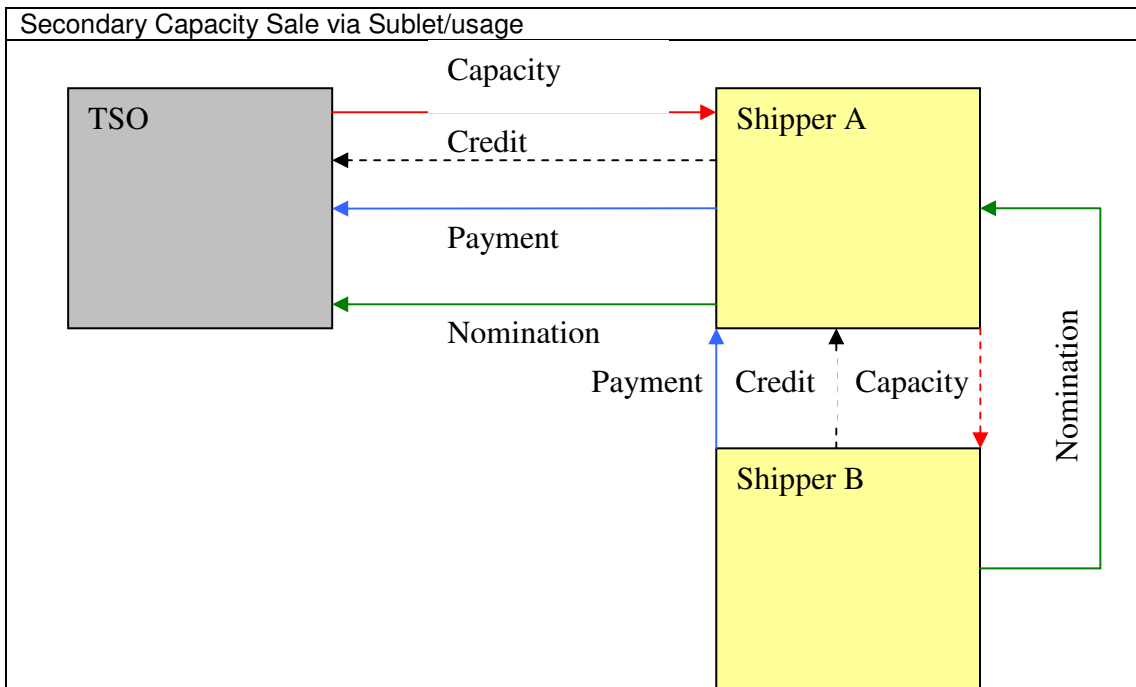 Secondary Capacity Sale via Sublet/usage
Capacity
TSO
Shipper A
Credit
Payment
Nomination
Payment
Credit
Capacity
Nomination
Shipper B